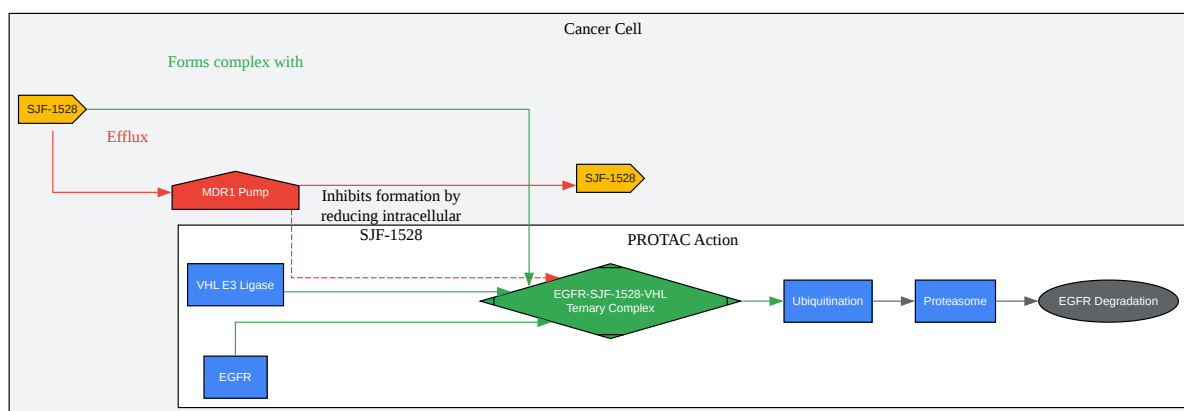 Cancer Cell
Forms complex with
SJF-1528
Efflux
MDR1 Pump
SJF-1528
Inhibits formation by
reducing intracellular
SJF-1528
PROTAC Action
VHL E3 Ligase
EGFR-SJF-1528-VHL
Ternary Complex
Ubiquitination
Proteasome
EGFR Degradation
EGFR